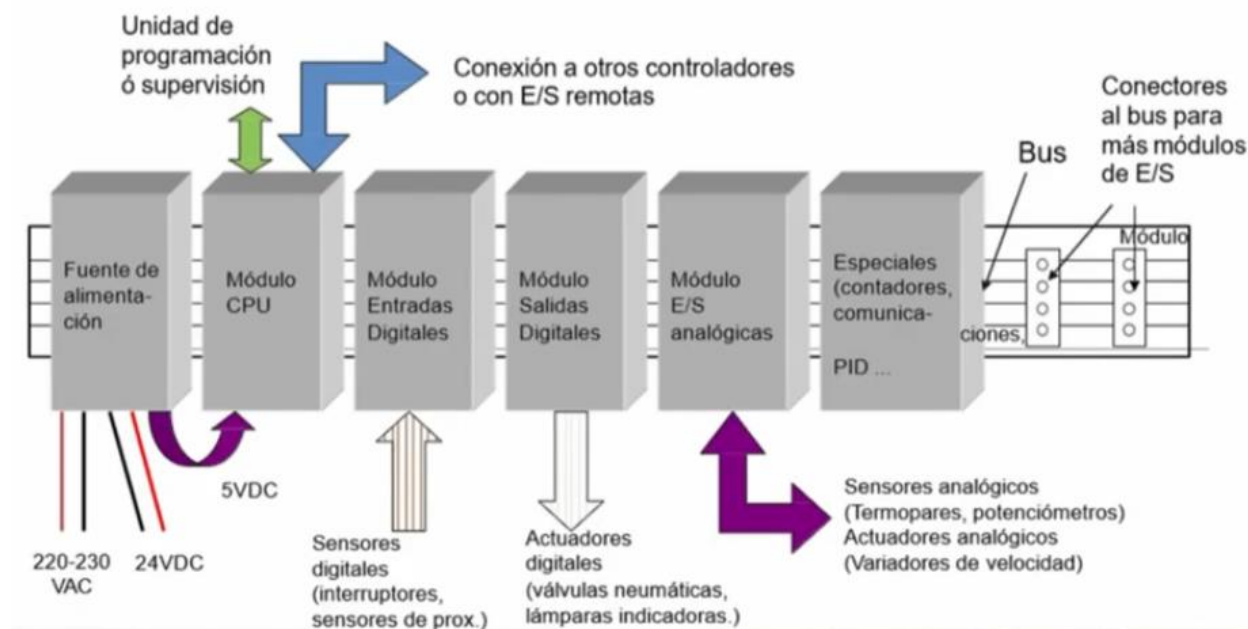 Unidad de
programación
ó supervisión
Conexión a otros controladores
o con E/S remotas
Conectores
al bus para
más módulos
de E/S
Bus
Módulo
Fuente de
alimenta-
ción
Módulo
CPU
Módulo
Entradas
Digitales
Módulo
Salidas
Digitales
Módulo
E/S
analógicas
Especiales
(contadores,
comunica-
ciones,
PID ...
5VDC
220-230
VAC
24VDC
Sensores
digitales
(interruptores,
sensores de prox.)
Actuadores
digitales
(válvulas neumáticas,
lámparas indicadoras.)
Sensores analógicos
(Termopares, potenciómetros)
Actuadores analógicos
(Variadores de velocidad)